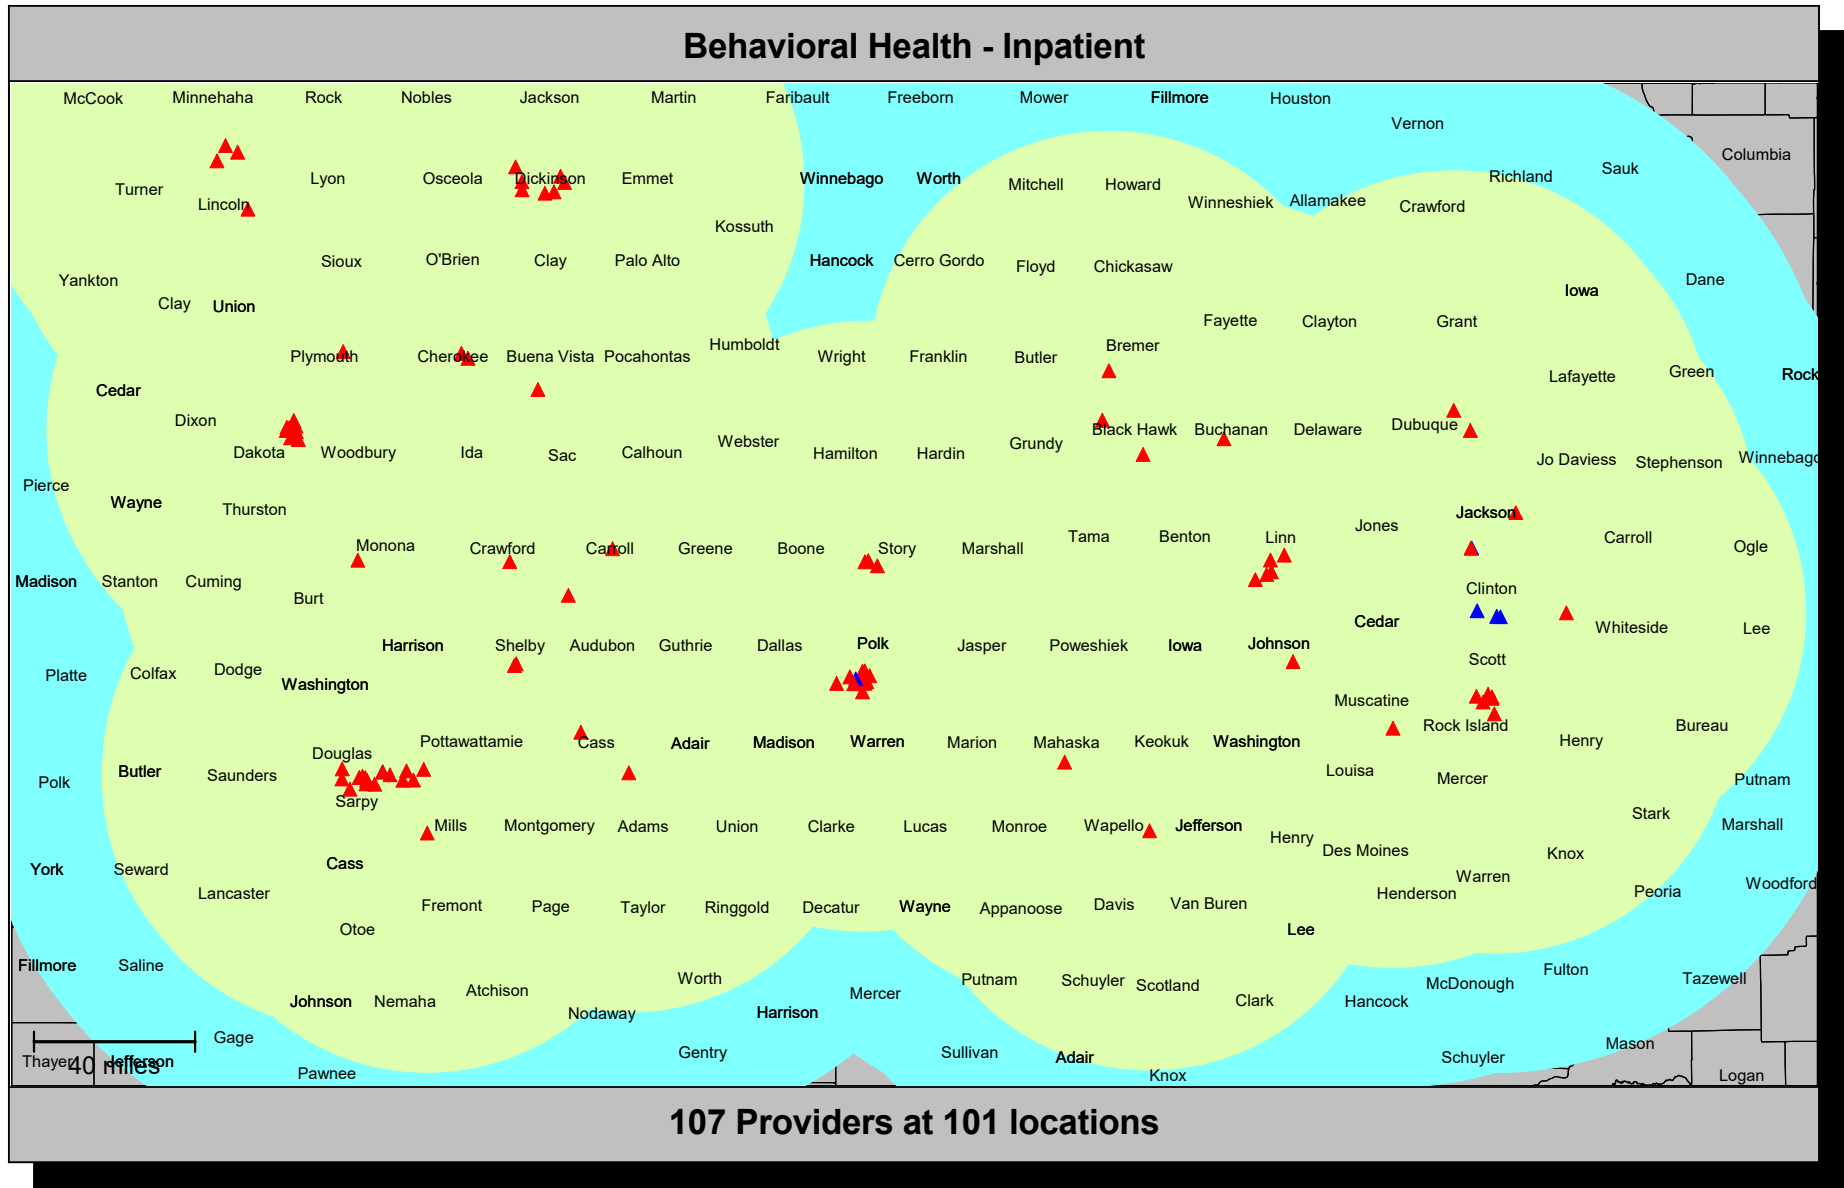 Behavioral Health - Inpatient
McCook
Minnehaha
Rock
Nobles
Jackson
Martin
Faribault
Freeborn
Mower
Fillmore
Houston
Vernon
Columbia
Turner
Lincoln
Lyon
Osceola
Dickinson
Emmet
Winnebago
Worth
Mitchell
Howard
Winneshiek
Allamakee
Crawford
Richland
Sauk
Kossuth
Yankton
Clay
Union
Sioux
O'Brien
Clay
Palo Alto
Hancock
Cerro Gordo
Floyd
Chickasaw
Iowa
Dane
Fayette
Clayton
Grant
Plymouth
Cherokee
Buena Vista
Pocahontas
Humboldt
Wright
Franklin
Butler
Bremer
Lafayette
Green
Rock
Cedar
Dixon
Dakota
Woodbury
Ida
Sac
Calhoun
Webster
Hamilton
Hardin
Grundy
Black Hawk
Buchanan
Delaware
Dubuque
Jo Daviess
Stephenson
Winnebago
Pierce
Wayne
Thurston
Monona
Crawford
Carroll
Greene
Boone
Story
Marshall
Tama
Benton
Linn
Jones
Jackson
Carroll
Ogle
Madison
Stanton
Cuming
Burt
Clinton
Harrison
Shelby
Audubon
Guthrie
Dallas
Polk
Jasper
Poweshiek
Iowa
Johnson
Cedar
Whiteside
Lee
Platte
Colfax
Dodge
Washington
Scott
Muscatine
Rock Island
Bureau
Douglas
Pottawattamie
Cass
Adair
Madison
Warren
Marion
Mahaska
Keokuk
Washington
Henry
Polk
Butler
Saunders
Sarpy
Louisa
Mercer
Putnam
Mills
Montgomery
Adams
Union
Clarke
Lucas
Monroe
Wapello
Jefferson
Henry
Des Moines
Stark
Marshall
York
Seward
Cass
Knox
Warren
Lancaster
Fremont
Page
Taylor
Ringgold
Decatur
Wayne
Appanoose
Davis
Van Buren
Henderson
Peoria
Woodford
Otoe
Lee
Fillmore
Saline
Johnson
Nemaha
Atchison
Nodaway
Worth
Harrison
Mercer
Putnam
Schuyler
Scotland
Clark
Hancock
McDonough
Fulton
Tazewell
Gage
Gentry
Sullivan
Adair
Schuyler
Mason
Thayer
Jefferson
40 miles
Pawnee
Knox
Logan
107 Providers at 101 locations